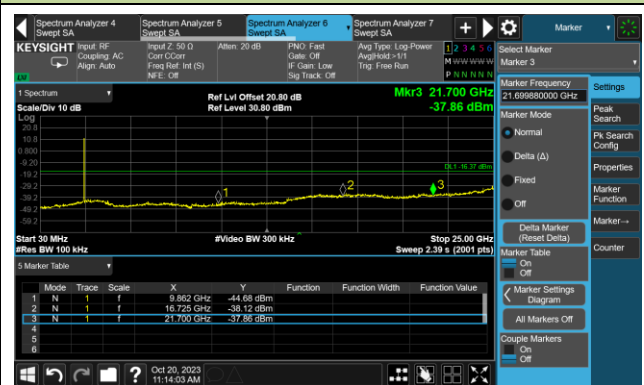 Spectrum Analyzer 4
Swept SA
Spectrum Analyzer 5
Swept SA
Spectrum Analyzer 6
Swept SA
Spectrum Analyzer 7
Swept SA
+
Marker
KEYSIGHT
Input: RF
Coupling: AC
Align: Auto
Input Z: 50 Ω
Corr CCorr
Freq Ref: Int (S)
NFE: Off
Atten: 20 dB
PNO: Fast
Gate: Off
IF Gain: Low
Sig Track: Off
Avg Type: Log-Power
Avg|Hold:>1/1
Trig: Free Run
1 2 3 4 5 6
M W W W W W
P N N N N N
Select Marker
Marker 3
1 Spectrum
Scale/Div 10 dB
Ref Lvl Offset 20.80 dB
Ref Level 30.80 dBm
Mkr3 21.700 GHz
-37.86 dBm
Log
20.8
10.8
0.800
-9.20
-19.2
-29.2
-39.2
-49.2
-59.2
DL1 -16.37 dBm
1
2
3
Start 30 MHz
#Res BW 100 kHz
#Video BW 300 kHz
Stop 25.00 GHz
Sweep 2.39 s (2001 pts)
5 Marker Table
Mode Trace Scale X Y Function Function Width Function Value
1 N 1 f 9.862 GHz -44.68 dBm
2 N 1 f 16.725 GHz -38.12 dBm
3 N 1 f 21.700 GHz -37.86 dBm
4
5
6
Marker Frequency
21.699880000 GHz
Marker Mode
Normal
Delta (Δ)
Fixed
Off
Delta Marker
(Reset Delta)
Marker Table
On
Off
Marker Settings
Diagram
All Markers Off
Couple Markers
On
Off
Settings
Peak
Search
Pk Search
Config
Properties
Marker
Function
Marker→
Counter
?
Oct 20, 2023
11:14:03 AM